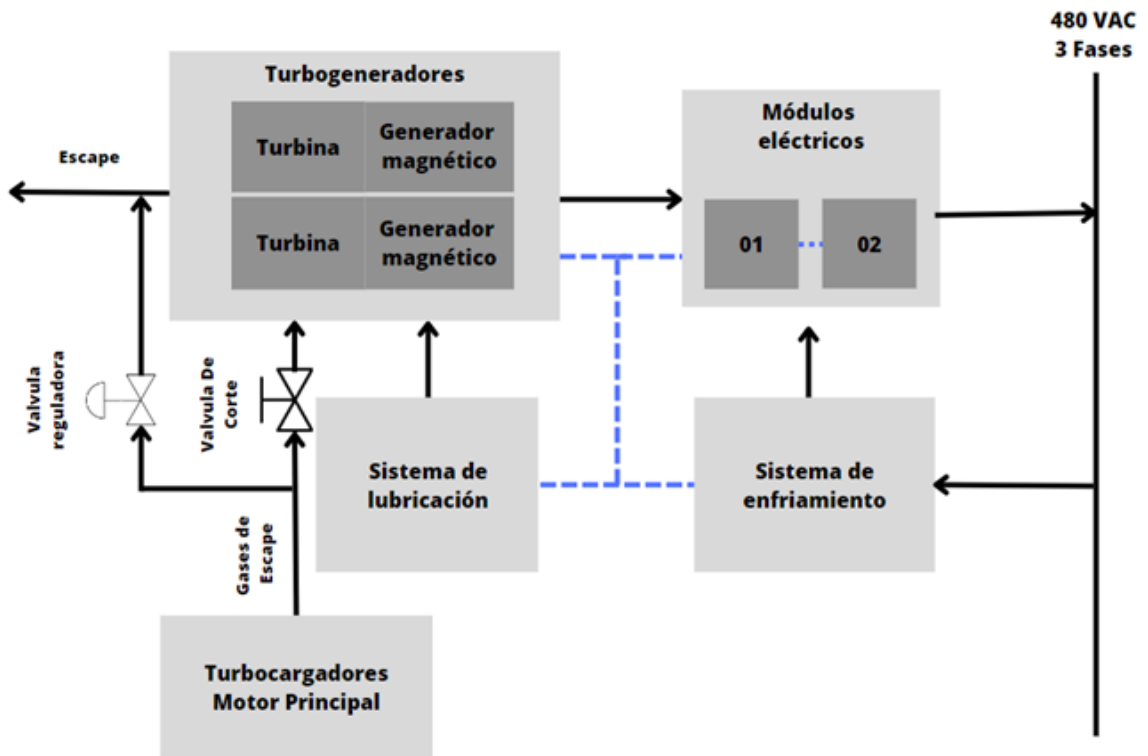 480 VAC
3 Fases
Turbogeneradores
Turbina
Generador
magnético
Turbina
Generador
magnético
Módulos
eléctricos
01
02
Escape
Valvula
reguladora
Valvula De
Corte
Sistema de
lubricación
Sistema de
enfriamiento
Gases de
Escape
Turbocargadores
Motor Principal